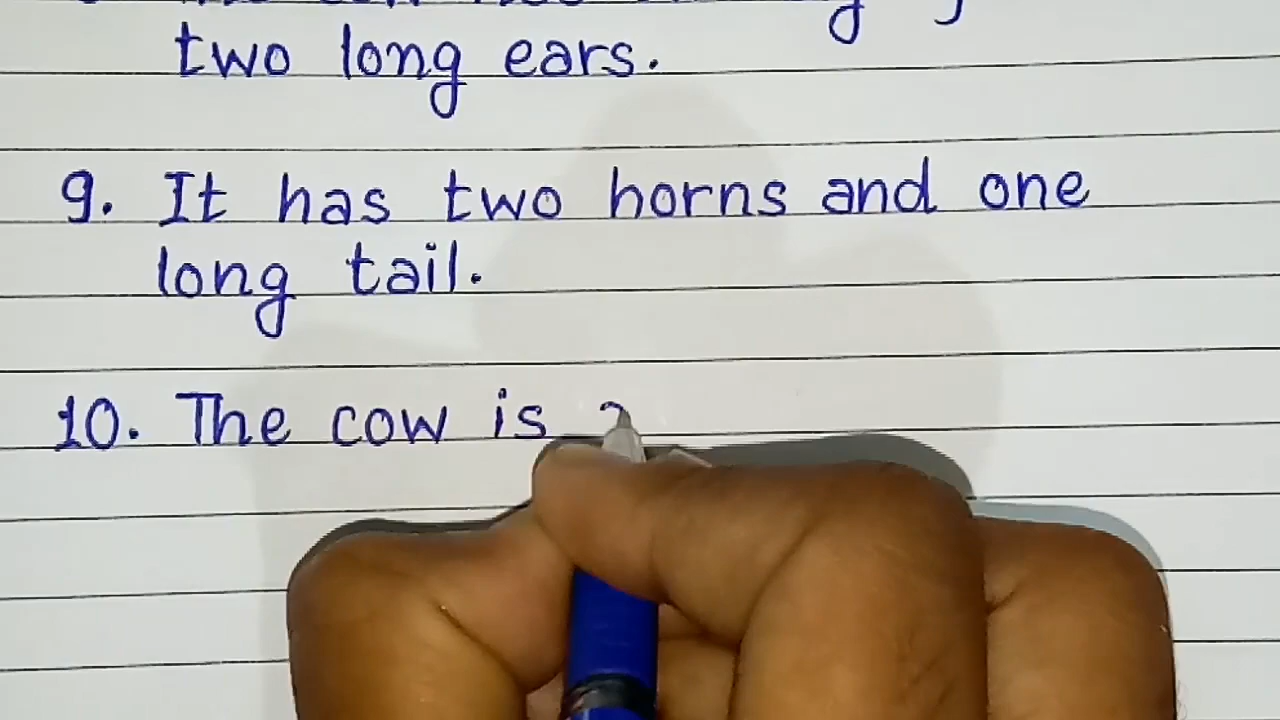 two long ears.
9. It has two horns and one
long tail.
10. The cow is